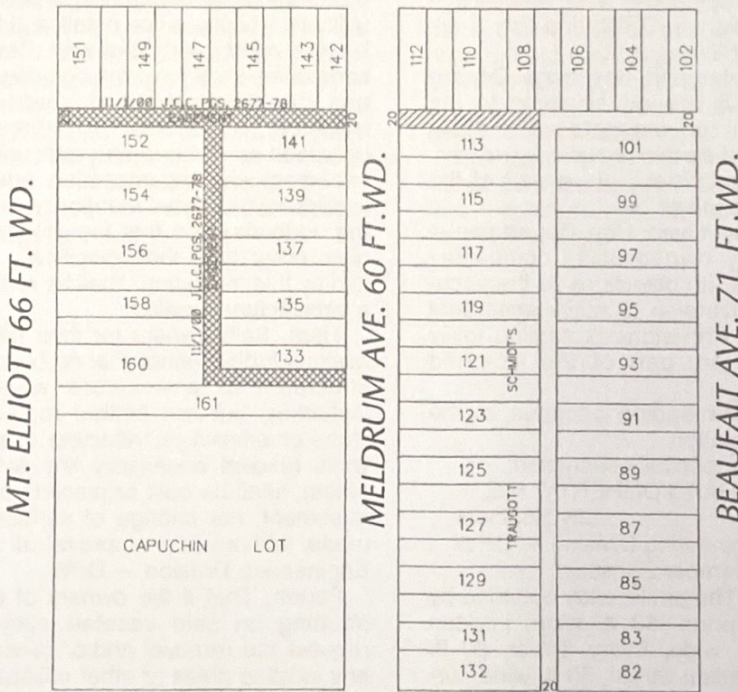 151 149 147 145 143 142
11/1/00 J.C.C. PGS. 2677-78
EASEMENT
20
20
152 141
154 139
156 137
158 135
160 133
161
11/1/00 J.C.C. PGS. 2677-78
CAPUCHIN LOT
MT. ELLIOTT 66 FT. WD.
MELDRUM AVE. 60 FT. WD.
112 110 108 106 104 102
20
20
113 101
115 99
117 97
119 95
121 93
123 91
125 89
127 87
129 85
131 83
132 82
SCHMIDT'S
TRAUGOTT
20
BEAUFAIT AVE. 71. FT. WD.